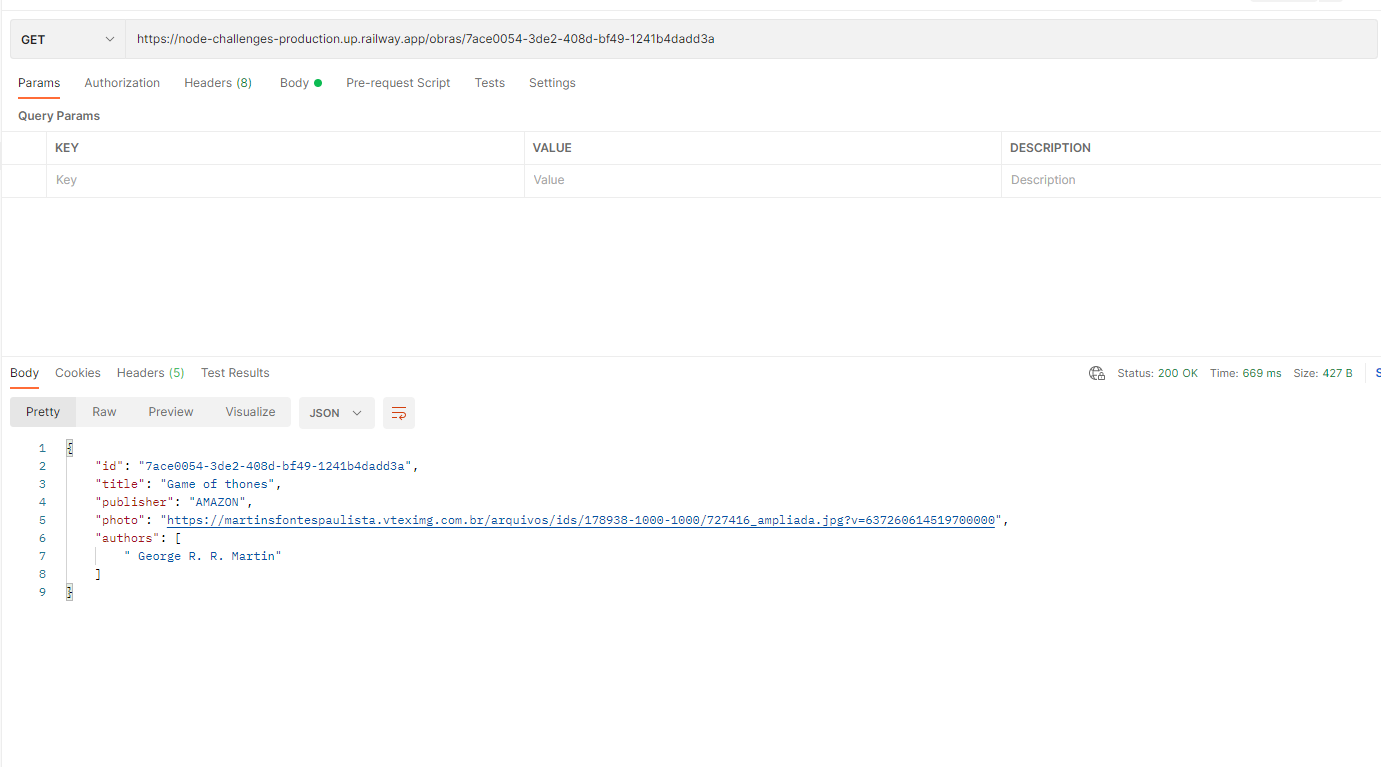 GET https://node-challenges-production.up.railway.app/obras/7ace0054-3de2-408d-bf49-1241b4dadd3a
Params Authorization Headers (8) Body Pre-request Script Tests Settings
Query Params
KEY VALUE DESCRIPTION
Key Value Description
Body Cookies Headers (5) Test Results Status: 200 OK Time: 669 ms Size: 427 B S
Pretty Raw Preview Visualize JSON
1 {
2 "id": "7ace0054-3de2-408d-bf49-1241b4dadd3a",
3 "title": "Game of thones",
4 "publisher": "AMAZON",
5 "photo": "https://martinsfontespaulista.vteximg.com.br/arquivos/ids/178938-1000-1000/727416_ampliada.jpg?v=637260614519700000",
6 "authors": [
7 " George R. R. Martin"
8 ]
9 }